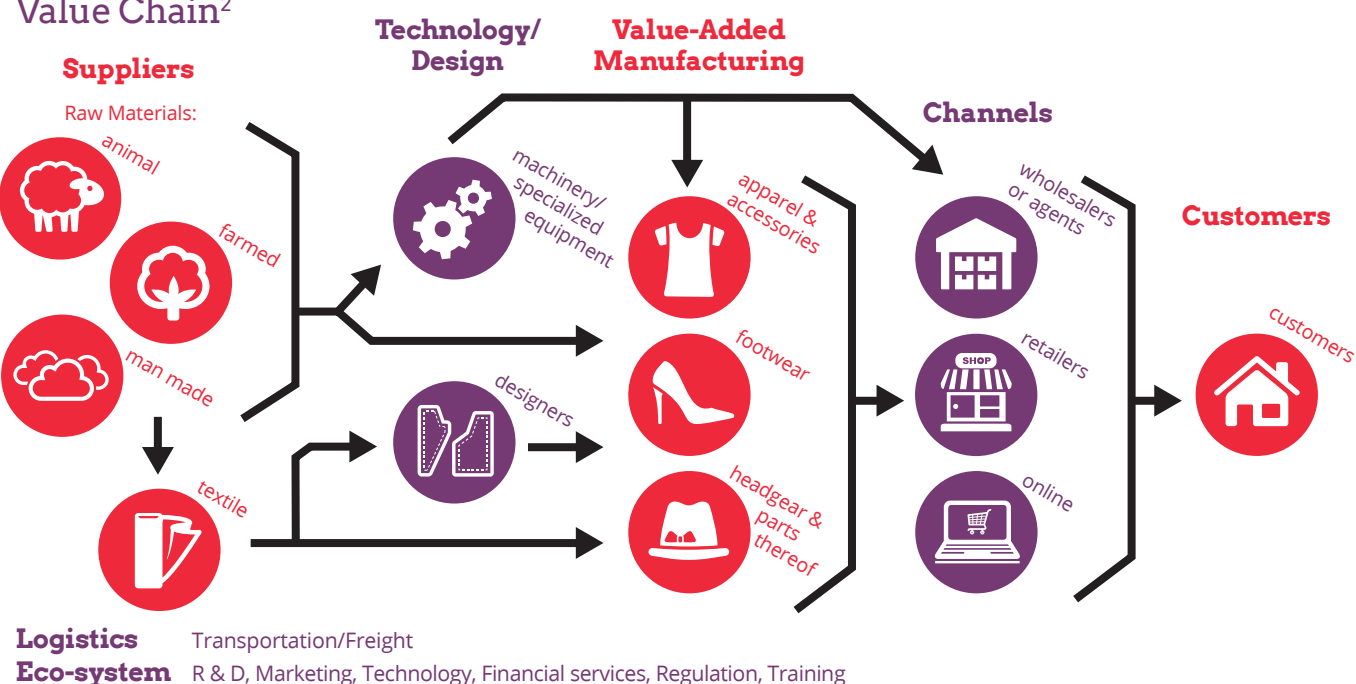 Value Chain²
Suppliers
Raw Materials:
animal
farmed
man made
textile
Technology/
Design
machinery/
specialized
equipment
designers
Value-Added
Manufacturing
apparel &
accessories
footwear
headgear &
parts
thereof
Channels
wholesalers
or agents
SHOP
retailers
online
Customers
customers
Logistics Transportation/Freight
Eco-system R & D, Marketing, Technology, Financial services, Regulation, Training